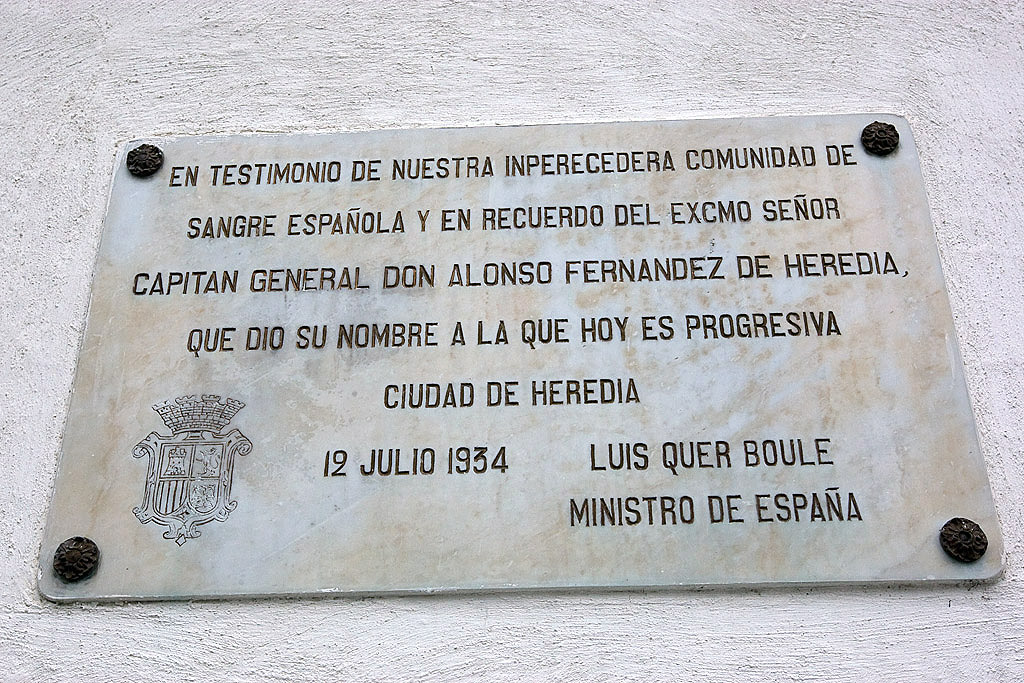 EN TESTIMONIO DE NUESTRA INPERECEDERA COMUNIDAD DE
SANGRE ESPAÑOLA Y EN RECUERDO DEL EXCMO SEÑOR
CAPITAN GENERAL DON ALONSO FERNANDEZ DE HEREDIA,
QUE DIO SU NOMBRE A LA QUE HOY ES PROGRESIVA
CIUDAD DE HEREDIA
12 JULIO 1934 LUIS QUER BOULE
MINISTRO DE ESPAÑA